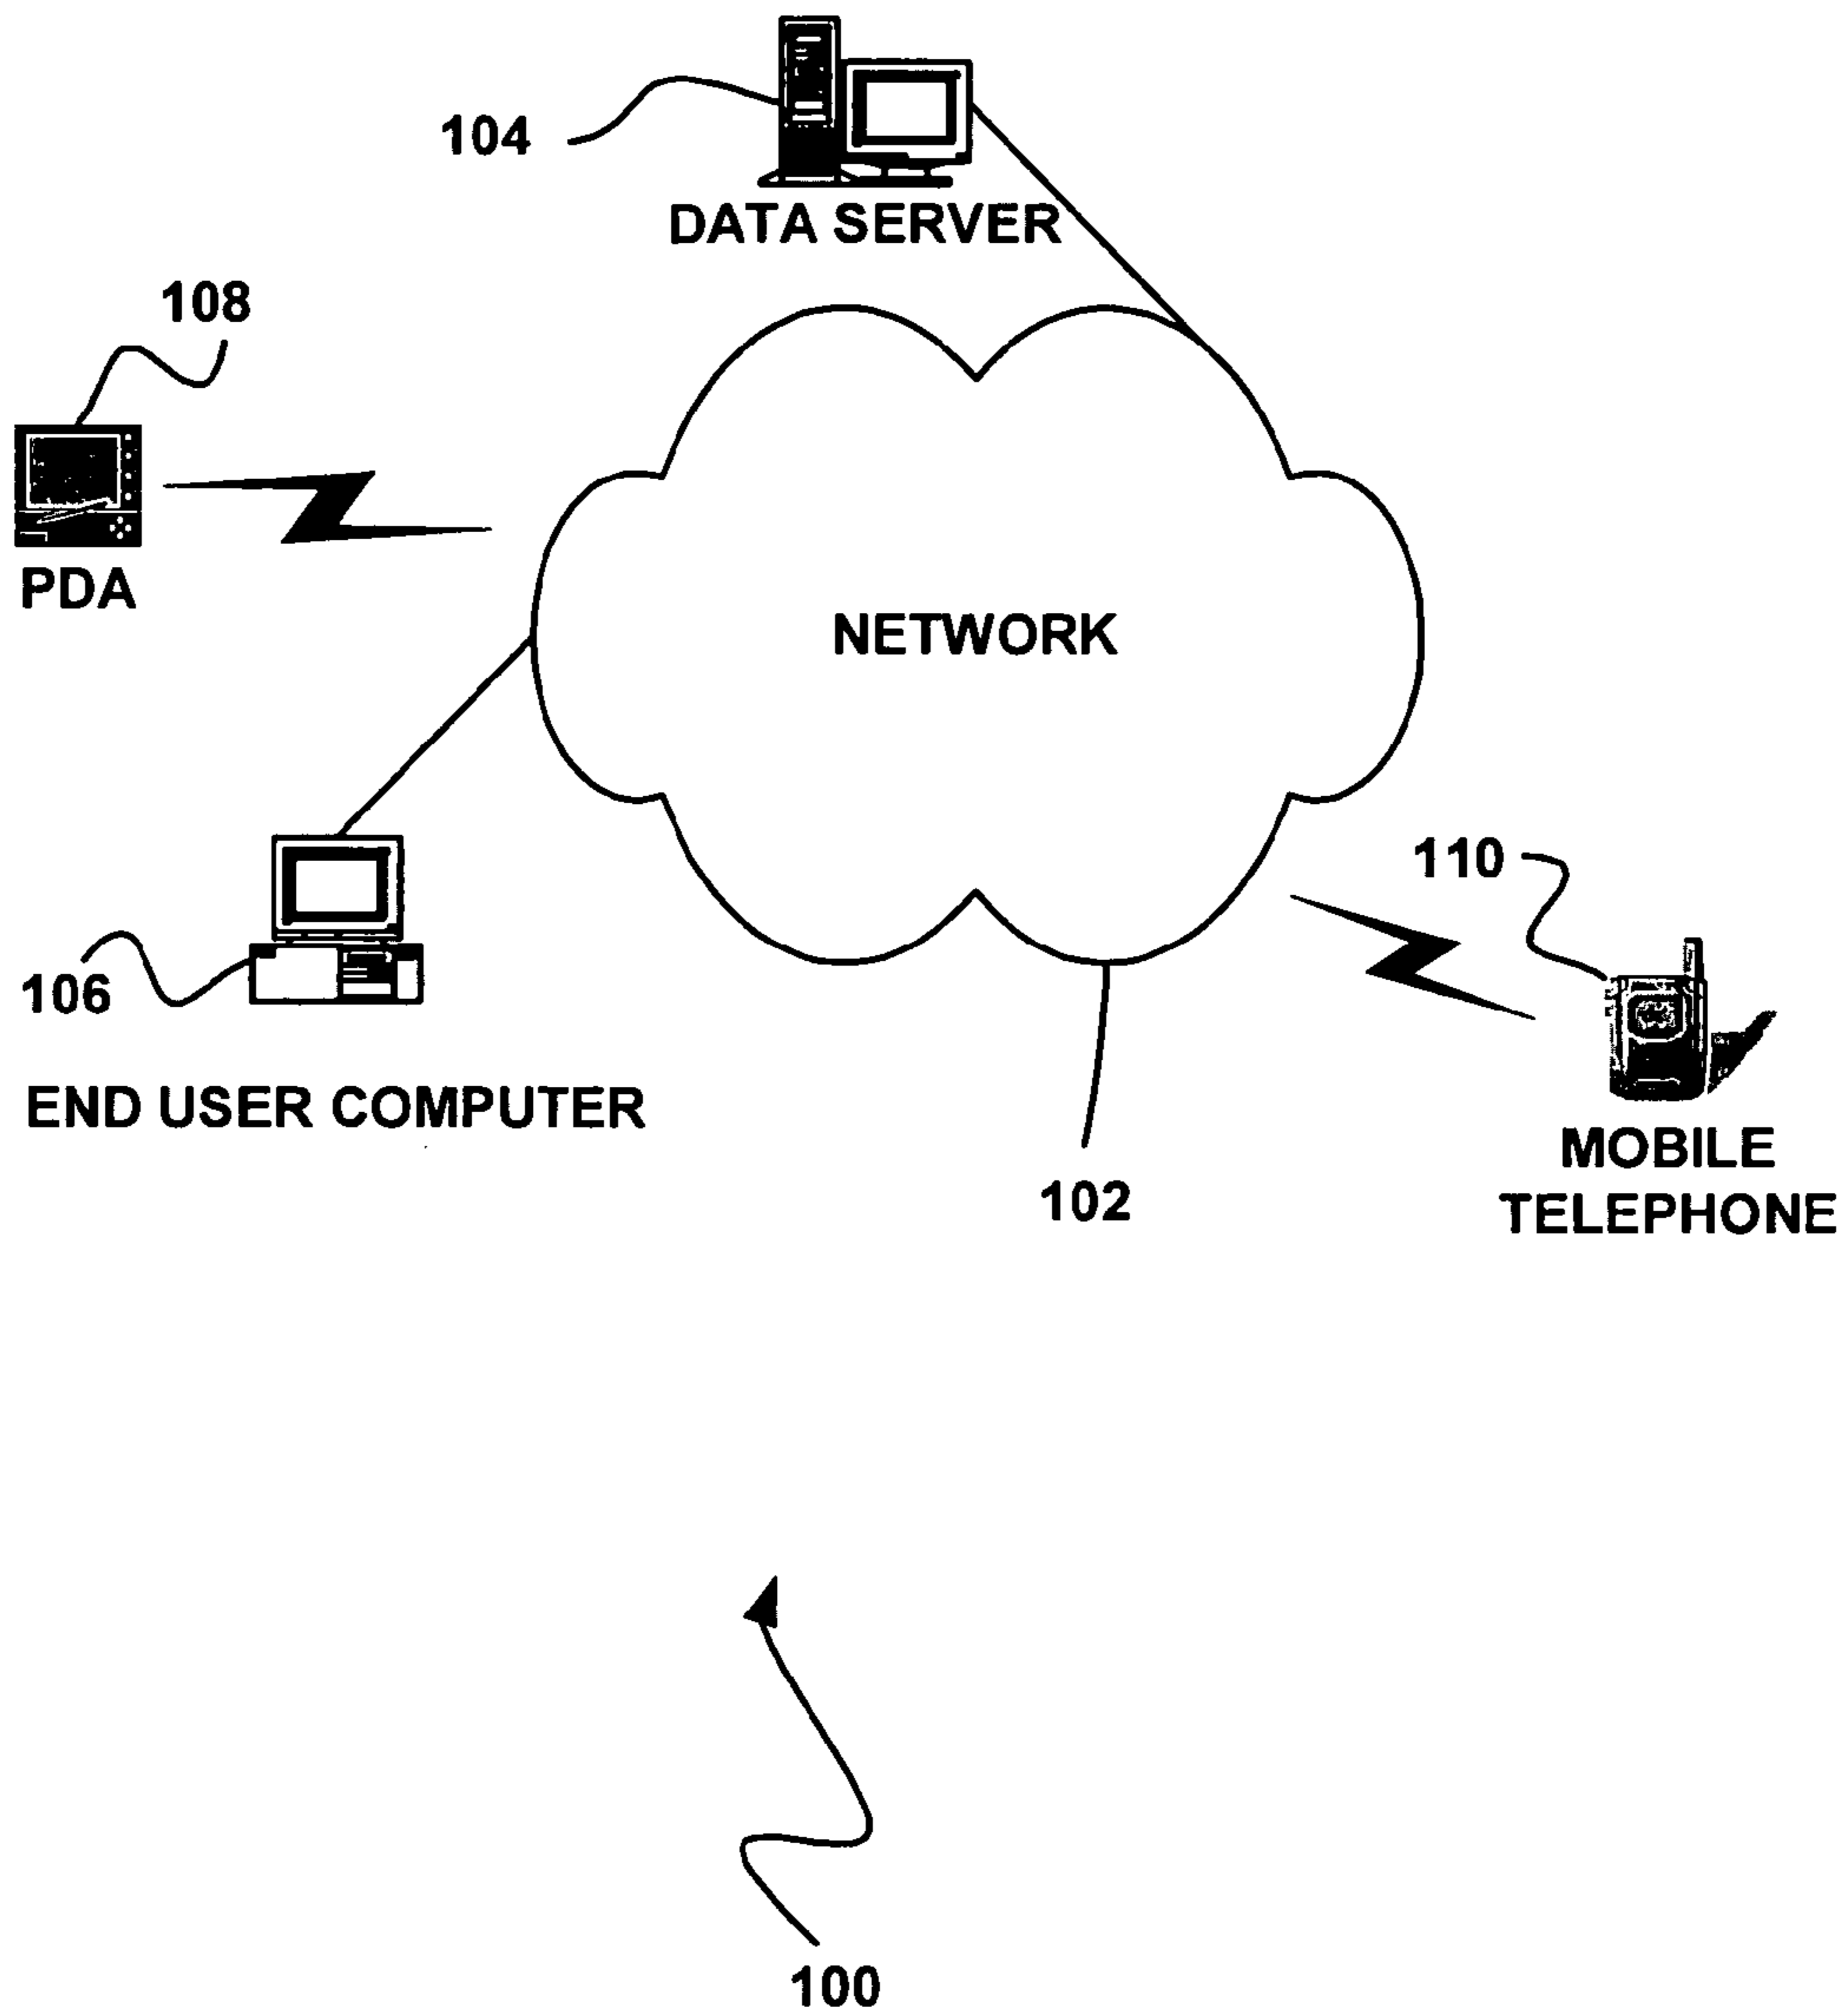 104
DATA SERVER
108
PDA
NETWORK
110
106
END USER COMPUTER
MOBILE
TELEPHONE
102
100